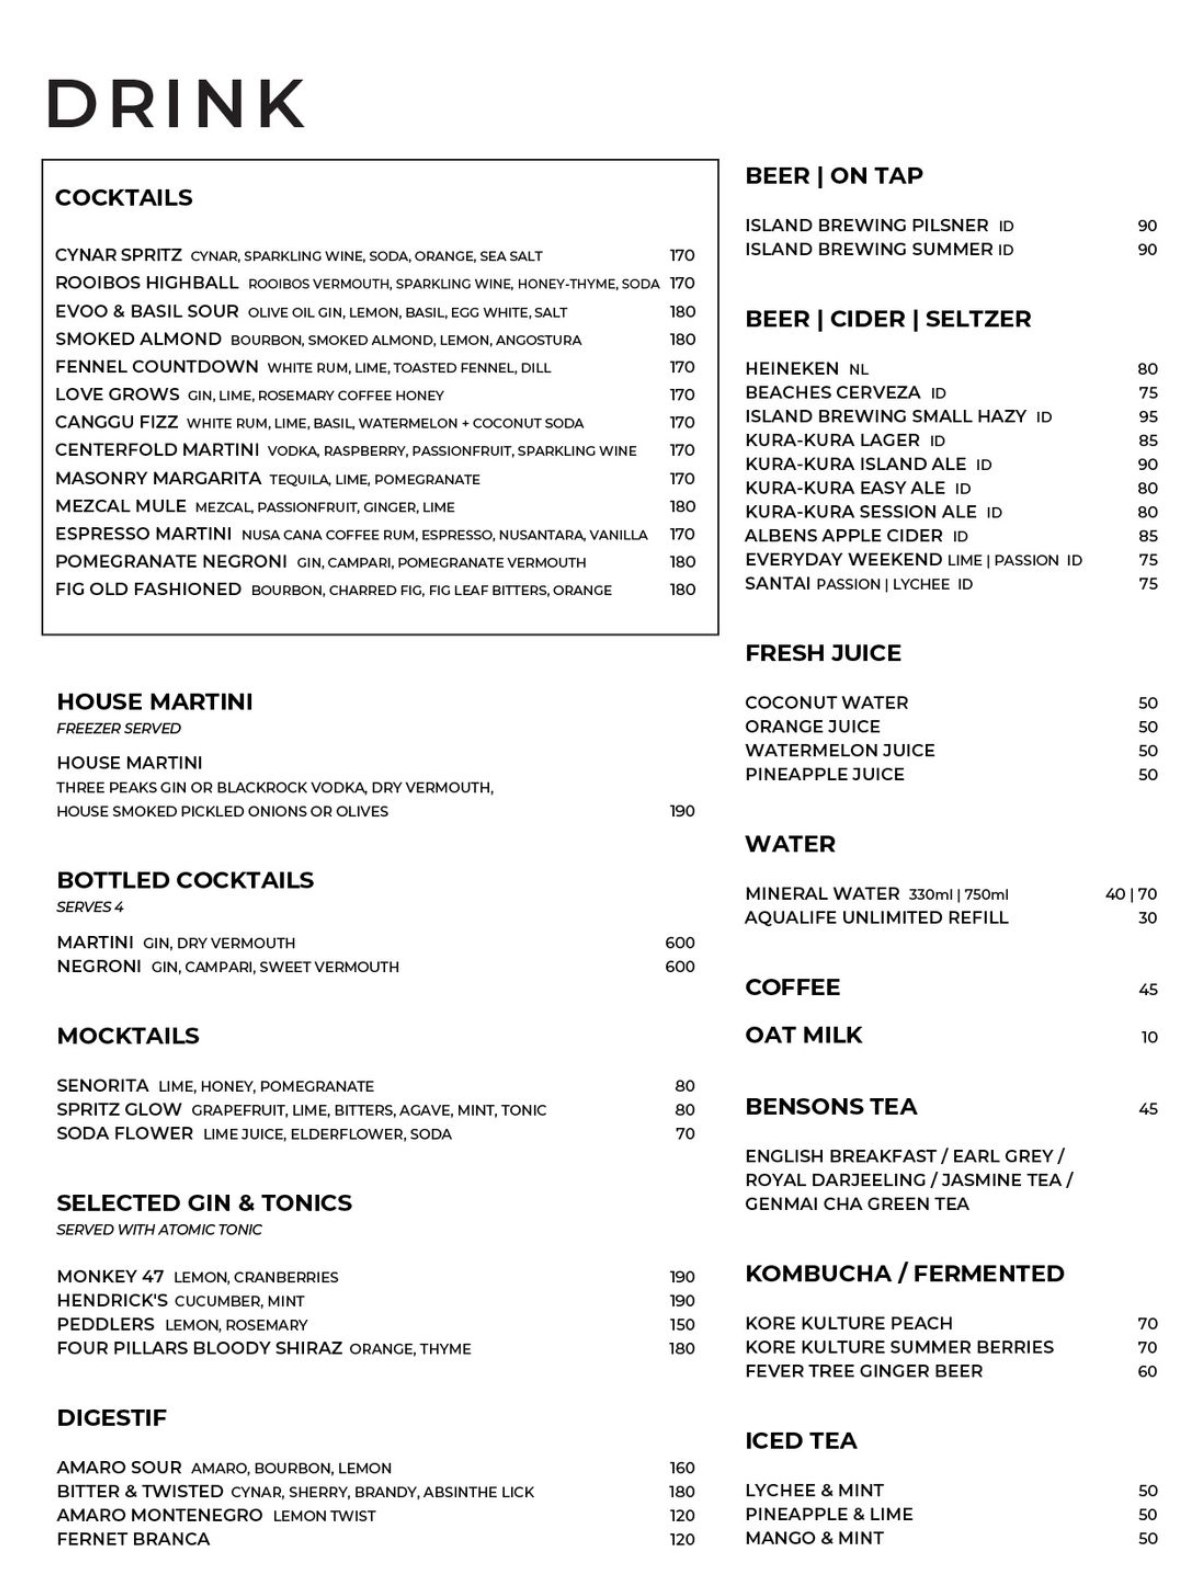 DRINK
COCKTAILS
CYNAR SPRITZ CYNAR, SPARKLING WINE, SODA, ORANGE, SEA SALT 170
ROOIBOS HIGHBALL ROOIBOS VERMOUTH, SPARKLING WINE, HONEY-THYME, SODA 170
EVOO & BASIL SOUR OLIVE OIL GIN, LEMON, BASIL, EGG WHITE, SALT 180
SMOKED ALMOND BOURBON, SMOKED ALMOND, LEMON, ANGOSTURA 180
FENNEL COUNTDOWN WHITE RUM, LIME, TOASTED FENNEL, DILL 170
LOVE GROWS GIN, LIME, ROSEMARY COFFEE HONEY 170
CANGGU FIZZ WHITE RUM, LIME, BASIL, WATERMELON + COCONUT SODA 170
CENTERFOLD MARTINI VODKA, RASPBERRY, PASSIONFRUIT, SPARKLING WINE 170
MASONRY MARGARITA TEQUILA, LIME, POMEGRANATE 170
MEZCAL MULE MEZCAL, PASSIONFRUIT, GINGER, LIME 180
ESPRESSO MARTINI NUSA CANA COFFEE RUM, ESPRESSO, NUSANTARA, VANILLA 170
POMEGRANATE NEGRONI GIN, CAMPARI, POMEGRANATE VERMOUTH 180
FIG OLD FASHIONED BOURBON, CHARRED FIG, FIG LEAF BITTERS, ORANGE 180
HOUSE MARTINI
FREEZER SERVED
HOUSE MARTINI
THREE PEAKS GIN OR BLACKROCK VODKA, DRY VERMOUTH,
HOUSE SMOKED PICKLED ONIONS OR OLIVES 190
BOTTLED COCKTAILS
SERVES 4
MARTINI GIN, DRY VERMOUTH 600
NEGRONI GIN, CAMPARI, SWEET VERMOUTH 600
MOCKTAILS
SENORITA LIME, HONEY, POMEGRANATE 80
SPRITZ GLOW GRAPEFRUIT, LIME, BITTERS, AGAVE, MINT, TONIC 80
SODA FLOWER LIME JUICE, ELDERFLOWER, SODA 70
SELECTED GIN & TONICS
SERVED WITH ATOMIC TONIC
MONKEY 47 LEMON, CRANBERRIES 190
HENDRICK'S CUCUMBER, MINT 190
PEDDLERS LEMON, ROSEMARY 150
FOUR PILLARS BLOODY SHIRAZ ORANGE, THYME 180
DIGESTIF
AMARO SOUR AMARO, BOURBON, LEMON 160
BITTER & TWISTED CYNAR, SHERRY, BRANDY, ABSINTHE LICK 180
AMARO MONTENEGRO LEMON TWIST 120
FERNET BRANCA 120
BEER | ON TAP
ISLAND BREWING PILSNER ID 90
ISLAND BREWING SUMMER ID 90
BEER | CIDER | SELTZER
HEINEKEN NL 80
BEACHES CERVEZA ID 75
ISLAND BREWING SMALL HAZY ID 95
KURA-KURA LAGER ID 85
KURA-KURA ISLAND ALE ID 90
KURA-KURA EASY ALE ID 80
KURA-KURA SESSION ALE ID 80
ALBENS APPLE CIDER ID 85
EVERYDAY WEEKEND LIME | PASSION ID 75
SANTAI PASSION | LYCHEE ID 75
FRESH JUICE
COCONUT WATER 50
ORANGE JUICE 50
WATERMELON JUICE 50
PINEAPPLE JUICE 50
WATER
MINERAL WATER 330ml | 750ml 40 | 70
AQUALIFE UNLIMITED REFILL 30
COFFEE 45
OAT MILK 10
BENSONS TEA 45
ENGLISH BREAKFAST / EARL GREY /
ROYAL DARJEELING / JASMINE TEA /
GENMAI CHA GREEN TEA
KOMBUCHA / FERMENTED
KORE KULTURE PEACH 70
KORE KULTURE SUMMER BERRIES 70
FEVER TREE GINGER BEER 60
ICED TEA
LYCHEE & MINT 50
PINEAPPLE & LIME 50
MANGO & MINT 50